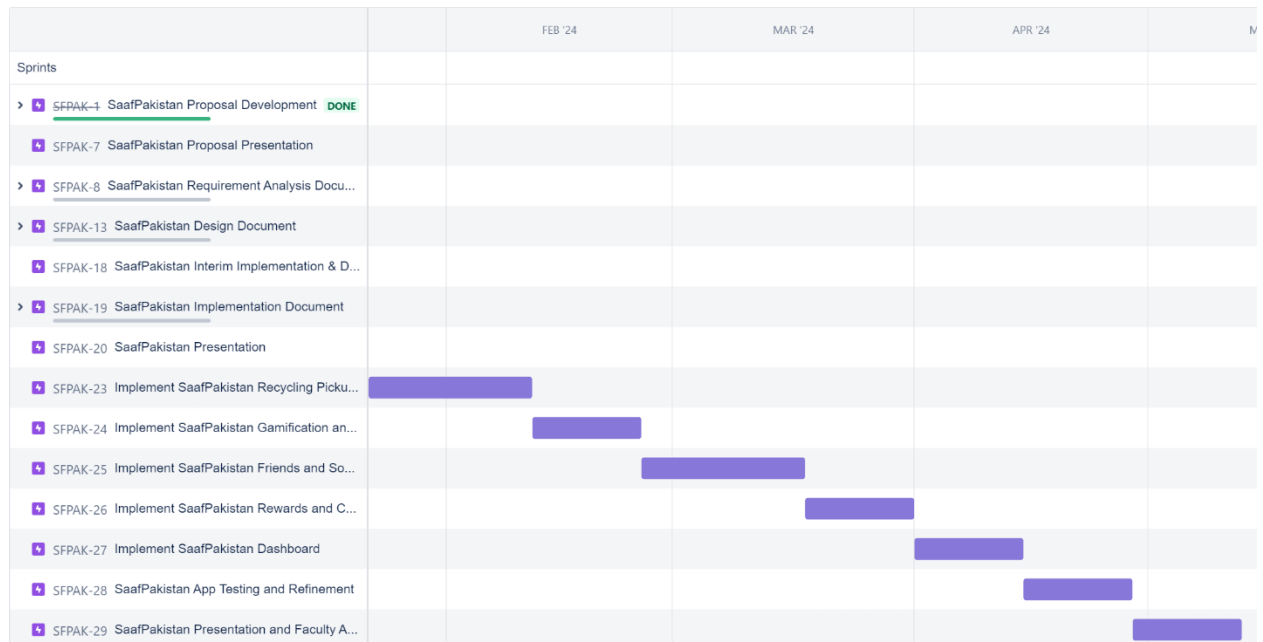 FEB '24 MAR '24 APR '24 M
Sprints
SFPAK-1 SaafPakistan Proposal Development DONE
SFPAK-7 SaafPakistan Proposal Presentation
SFPAK-8 SaafPakistan Requirement Analysis Docu...
SFPAK-13 SaafPakistan Design Document
SFPAK-18 SaafPakistan Interim Implementation & D...
SFPAK-19 SaafPakistan Implementation Document
SFPAK-20 SaafPakistan Presentation
SFPAK-23 Implement SaafPakistan Recycling Picku...
SFPAK-24 Implement SaafPakistan Gamification an...
SFPAK-25 Implement SaafPakistan Friends and So...
SFPAK-26 Implement SaafPakistan Rewards and C...
SFPAK-27 Implement SaafPakistan Dashboard
SFPAK-28 SaafPakistan App Testing and Refinement
SFPAK-29 SaafPakistan Presentation and Faculty A...